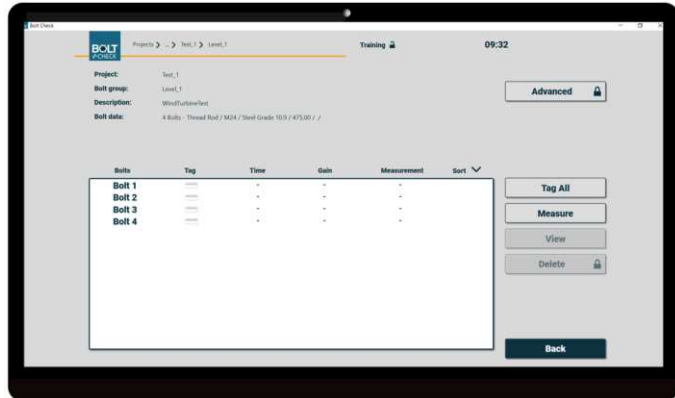 Bolt Check
BOLT
CHECK
Projects ... Test_1 Level_1
Training
09:32
Project: Test_1
Bolt group: Level_1
Description: WindTurbineTest
Bolt data: 4 Bolts - Thread Rod / M24 / Steel Grade 10.9 / 475.00 / /
Advanced
Bolts Tag Time Gain Measurement Sort
Bolt 1 - - -
Bolt 2 - - -
Bolt 3 - - -
Bolt 4 - - -
Tag All
Measure
View
Delete
Back